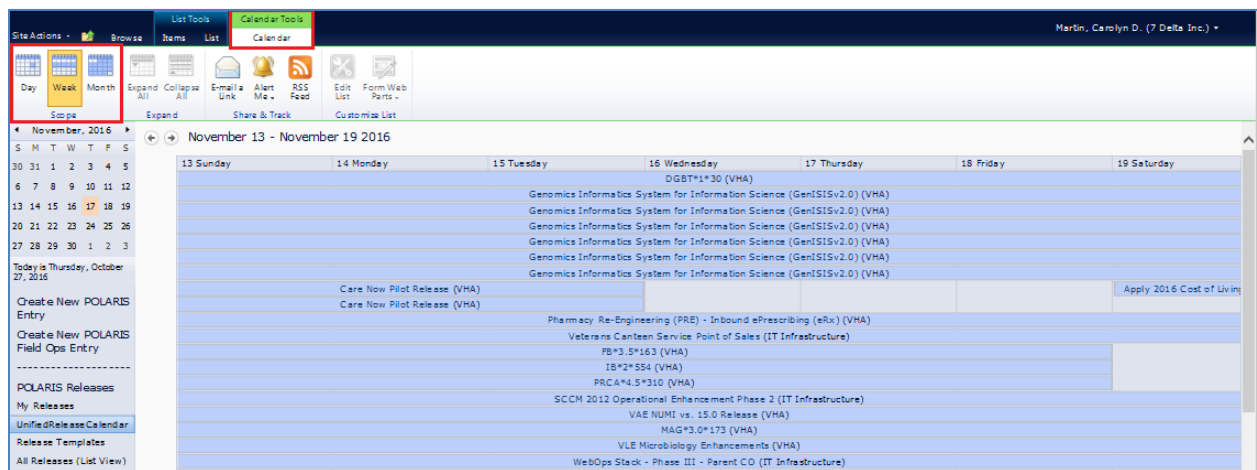 List Tools Calendar Tools
Site Actions Browse Items List Calendar Martin, Carolyn D. (7 Delta Inc.)
Day Week Month Expand All Collapse All E-mail a Link Alert Me RSS Feed Edit List Form Web Parts
Scope Expand Share & Track Customize List
November, 2016
S M T W T F S
30 31 1 2 3 4 5
6 7 8 9 10 11 12
13 14 15 16 17 18 19
20 21 22 23 24 25 26
27 28 29 30 1 2 3
Today is Thursday, October
27, 2016
Create New POLARIS
Entry
Create New POLARIS
Field Ops Entry
--------------------
POLARIS Releases
My Releases
UnifiedReleaseCalendar
Release Templates
All Releases (List View)
November 13 - November 19 2016
13 Sunday 14 Monday 15 Tuesday 16 Wednesday 17 Thursday 18 Friday 19 Saturday
DGBT*1*30 (VHA)
Genomics Informatics System for Information Science (GenISISv2.0) (VHA)
Genomics Informatics System for Information Science (GenISISv2.0) (VHA)
Genomics Informatics System for Information Science (GenISISv2.0) (VHA)
Genomics Informatics System for Information Science (GenISISv2.0) (VHA)
Genomics Informatics System for Information Science (GenISISv2.0) (VHA)
Care Now Pilot Release (VHA) Apply 2016 Cost of Living
Care Now Pilot Release (VHA)
Pharmacy Re-Engineering (PRE) - Inbound ePrescribing (eRx) (VHA)
Veterans Canteen Service Point of Sales (IT Infrastructure)
FB*3.5*163 (VHA)
IB*2*554 (VHA)
PRCA*4.5*310 (VHA)
SCCM 2012 Operational Enhancement Phase 2 (IT Infrastructure)
VAE NUMI vs. 15.0 Release (VHA)
MAG*3.0*173 (VHA)
VLE Microbiology Enhancements (VHA)
WebOps Stack - Phase III - Parent CO (IT Infrastructure)